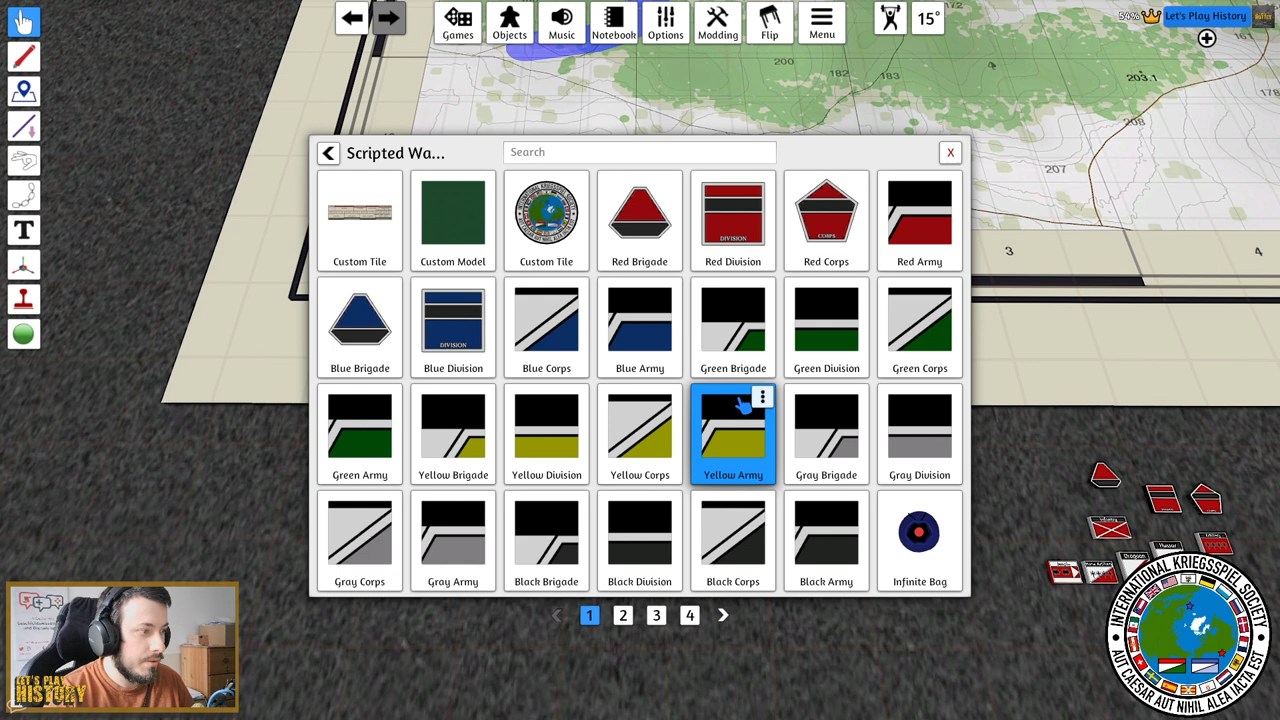 Games
Objects
Music
Notebook
Options
Modding
Flip
Menu
15°
54%
Let's Play History
T
200
182
183
203.1
208
207
3
4
Scripted Wa...
Search
X
DIVISION
CORPS
Custom Tile
Custom Model
Custom Tile
Red Brigade
Red Division
Red Corps
Red Army
DIVISION
Blue Brigade
Blue Division
Blue Corps
Blue Army
Green Brigade
Green Division
Green Corps
Green Army
Yellow Brigade
Yellow Division
Yellow Corps
Yellow Army
Gray Brigade
Gray Division
Gray Co
Gray Army
Black Brigade
Black Division
Black Corps
Black Army
Infinite Bag
1
2
3
4
LET'S PLAY
HISTORY
INTERNATIONAL KRIEGSSPIEL SOCIETY
AUT CAESAR AUT NIHIL ALEA IACTA EST